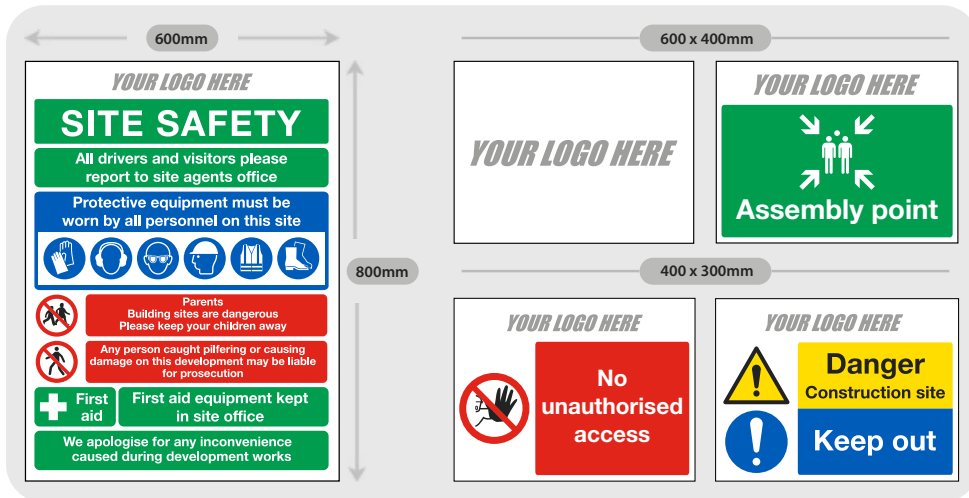 600mm
YOUR LOGO HERE
SITE SAFETY
All drivers and visitors please
report to site agents office
Protective equipment must be
worn by all personnel on this site
Parents
Building sites are dangerous
Please keep your children away
Any person caught pilfering or causing
damage on this development may be liable
for prosecution
First
aid
First aid equipment kept
in site office
We apologise for any inconvenience
caused during development works
800mm
600 x 400mm
YOUR LOGO HERE
YOUR LOGO HERE
Assembly point
400 x 300mm
YOUR LOGO HERE
No
unauthorised
access
YOUR LOGO HERE
Danger
Construction site
Keep out